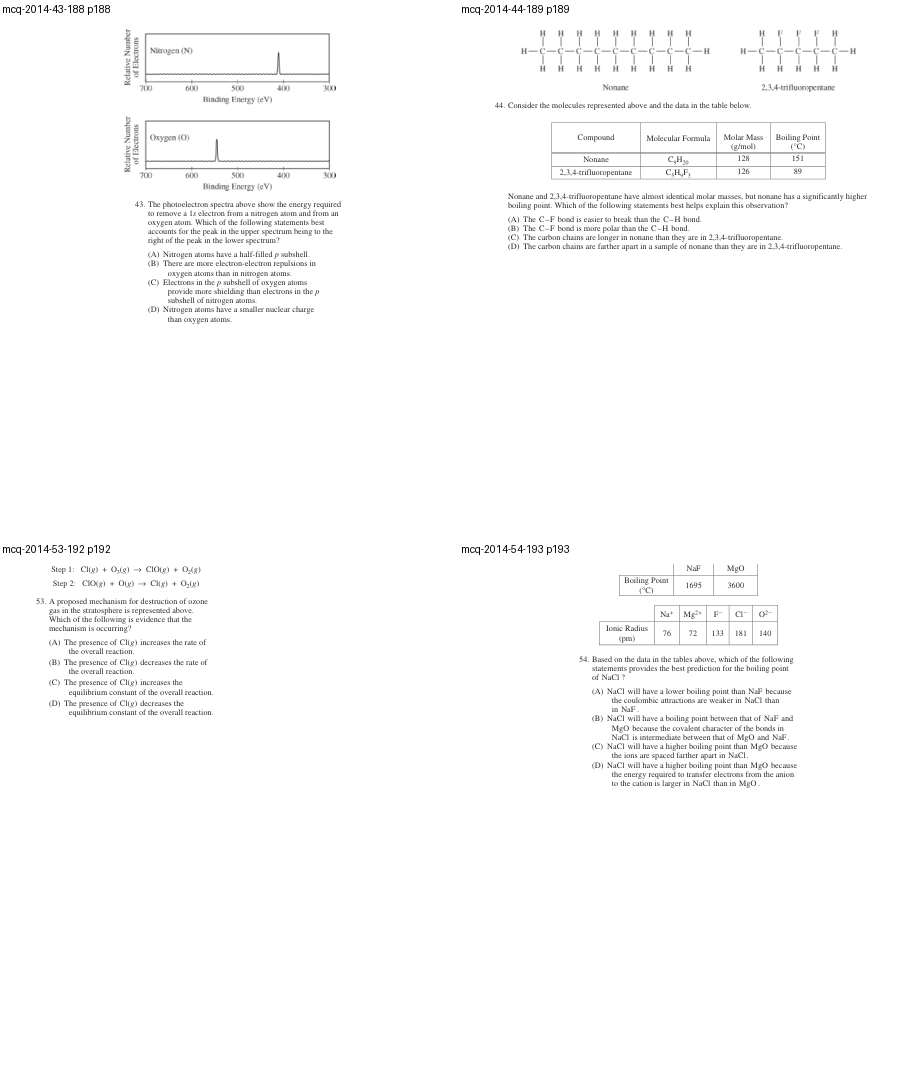 mcq-2014-43-188 p188
Relative Number
of Electrons
Nitrogen (N)
700 600 500 400 300
Binding Energy (eV)
Relative Number
of Electrons
Oxygen (O)
700 600 500 400 300
Binding Energy (eV)
43. The photoelectron spectra above show the energy required
to remove a 1s electron from a nitrogen atom and from an
oxygen atom. Which of the following statements best
accounts for the peak in the upper spectrum being to the
right of the peak in the lower spectrum?
(A) Nitrogen atoms have a half-filled p subshell.
(B) There are more electron-electron repulsions in
oxygen atoms than in nitrogen atoms.
(C) Electrons in the p subshell of oxygen atoms
provide more shielding than electrons in the p
subshell of nitrogen atoms.
(D) Nitrogen atoms have a smaller nuclear charge
than oxygen atoms.
mcq-2014-44-189 p189
H H H H H H H H H
H—C—C—C—C—C—C—C—C—C—H
H H H H H H H H H
Nonane
H F F F H
H—C—C—C—C—C—H
H H H H H
2,3,4-trifluoropentane
44. Consider the molecules represented above and the data in the table below.
Compound Molecular Formula Molar Mass (g/mol) Boiling Point (°C)
Nonane C₉H₂₀ 128 151
2,3,4-trifluoropentane C₅H₉F₃ 126 89
Nonane and 2,3,4-trifluoropentane have almost identical molar masses, but nonane has a significantly higher
boiling point. Which of the following statements best helps explain this observation?
(A) The C–F bond is easier to break than the C–H bond.
(B) The C–F bond is more polar than the C–H bond.
(C) The carbon chains are longer in nonane than they are in 2,3,4-trifluoropentane.
(D) The carbon chains are farther apart in a sample of nonane than they are in 2,3,4-trifluoropentane.
mcq-2014-53-192 p192
Step 1: Cl(g) + O₃(g) → ClO(g) + O₂(g)
Step 2: ClO(g) + O(g) → Cl(g) + O₂(g)
53. A proposed mechanism for destruction of ozone
gas in the stratosphere is represented above.
Which of the following is evidence that the
mechanism is occurring?
(A) The presence of Cl(g) increases the rate of
the overall reaction.
(B) The presence of Cl(g) decreases the rate of
the overall reaction.
(C) The presence of Cl(g) increases the
equilibrium constant of the overall reaction.
(D) The presence of Cl(g) decreases the
equilibrium constant of the overall reaction.
mcq-2014-54-193 p193
NaF MgO
Boiling Point (°C) 1695 3600
Na⁺ Mg²⁺ F⁻ Cl⁻ O²⁻
Ionic Radius (pm) 76 72 133 181 140
54. Based on the data in the tables above, which of the following
statements provides the best prediction for the boiling point
of NaCl ?
(A) NaCl will have a lower boiling point than NaF because
the coulombic attractions are weaker in NaCl than
in NaF.
(B) NaCl will have a boiling point between that of NaF and
MgO because the covalent character of the bonds in
NaCl is intermediate between that of MgO and NaF.
(C) NaCl will have a higher boiling point than MgO because
the ions are spaced farther apart in NaCl.
(D) NaCl will have a higher boiling point than MgO because
the energy required to transfer electrons from the anion
to the cation is larger in NaCl than in MgO.